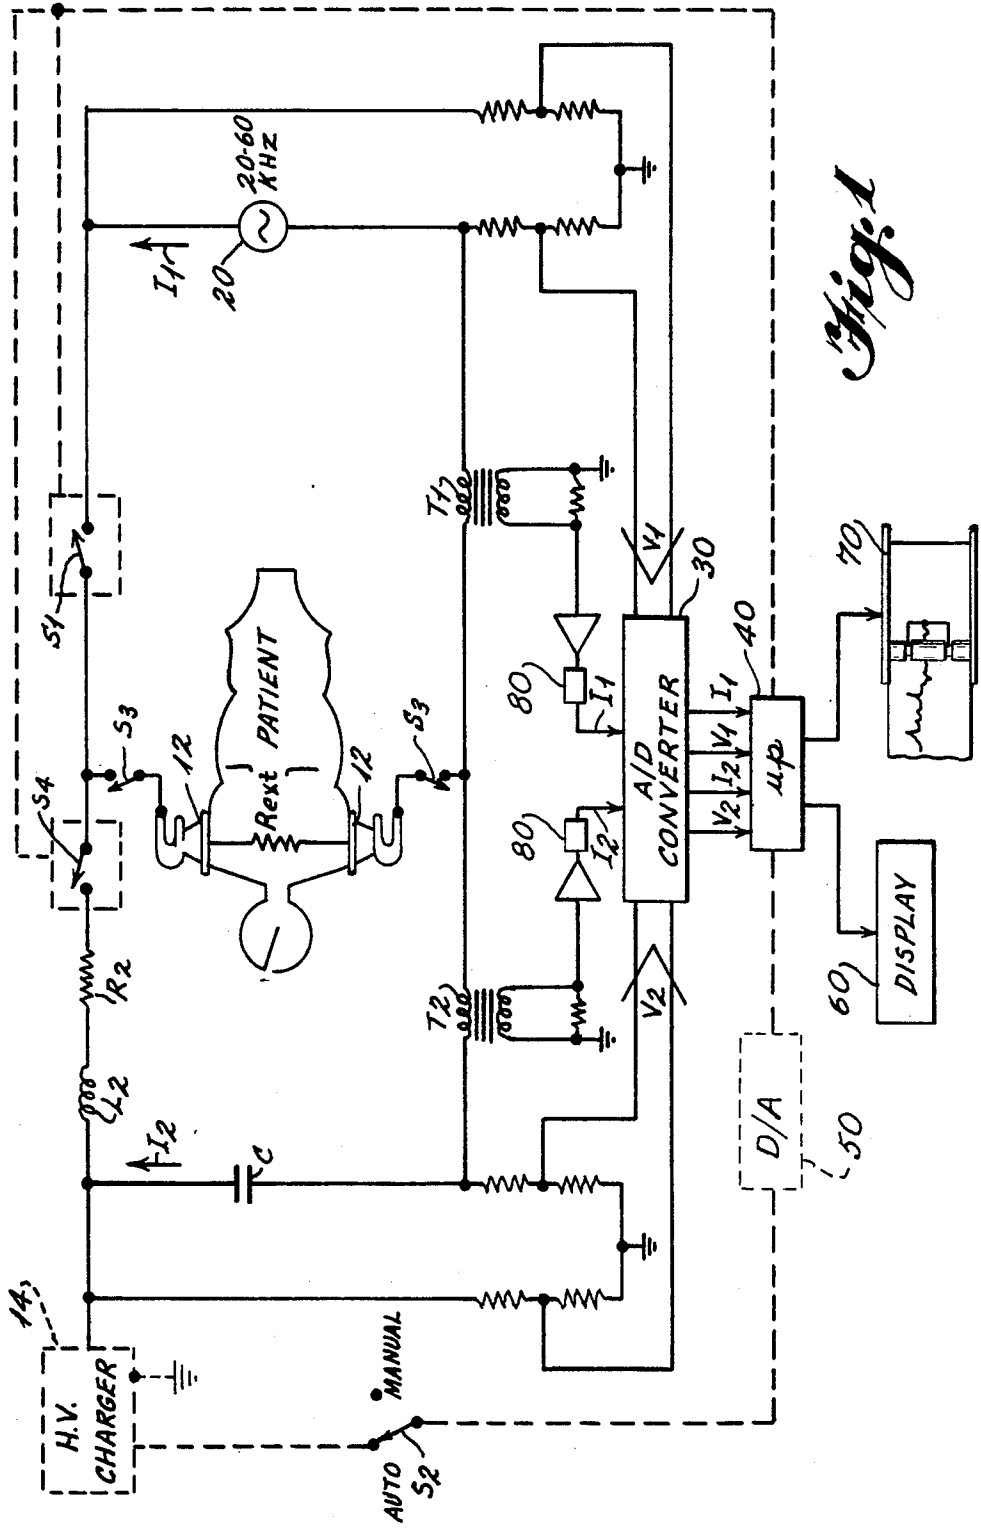 H.V.
CHARGER
14
AUTO
MANUAL
S2
I2
C
L2
R2
S4
S3
S1
12
Rext
PATIENT
12
S3
I1
20
20-60
KHZ
T2
T1
80
80
I2
I1
V2
V1
A/D
CONVERTER
30
V2
I2
V1
I1
40
μp
D/A
50
60
DISPLAY
70
Fig.1